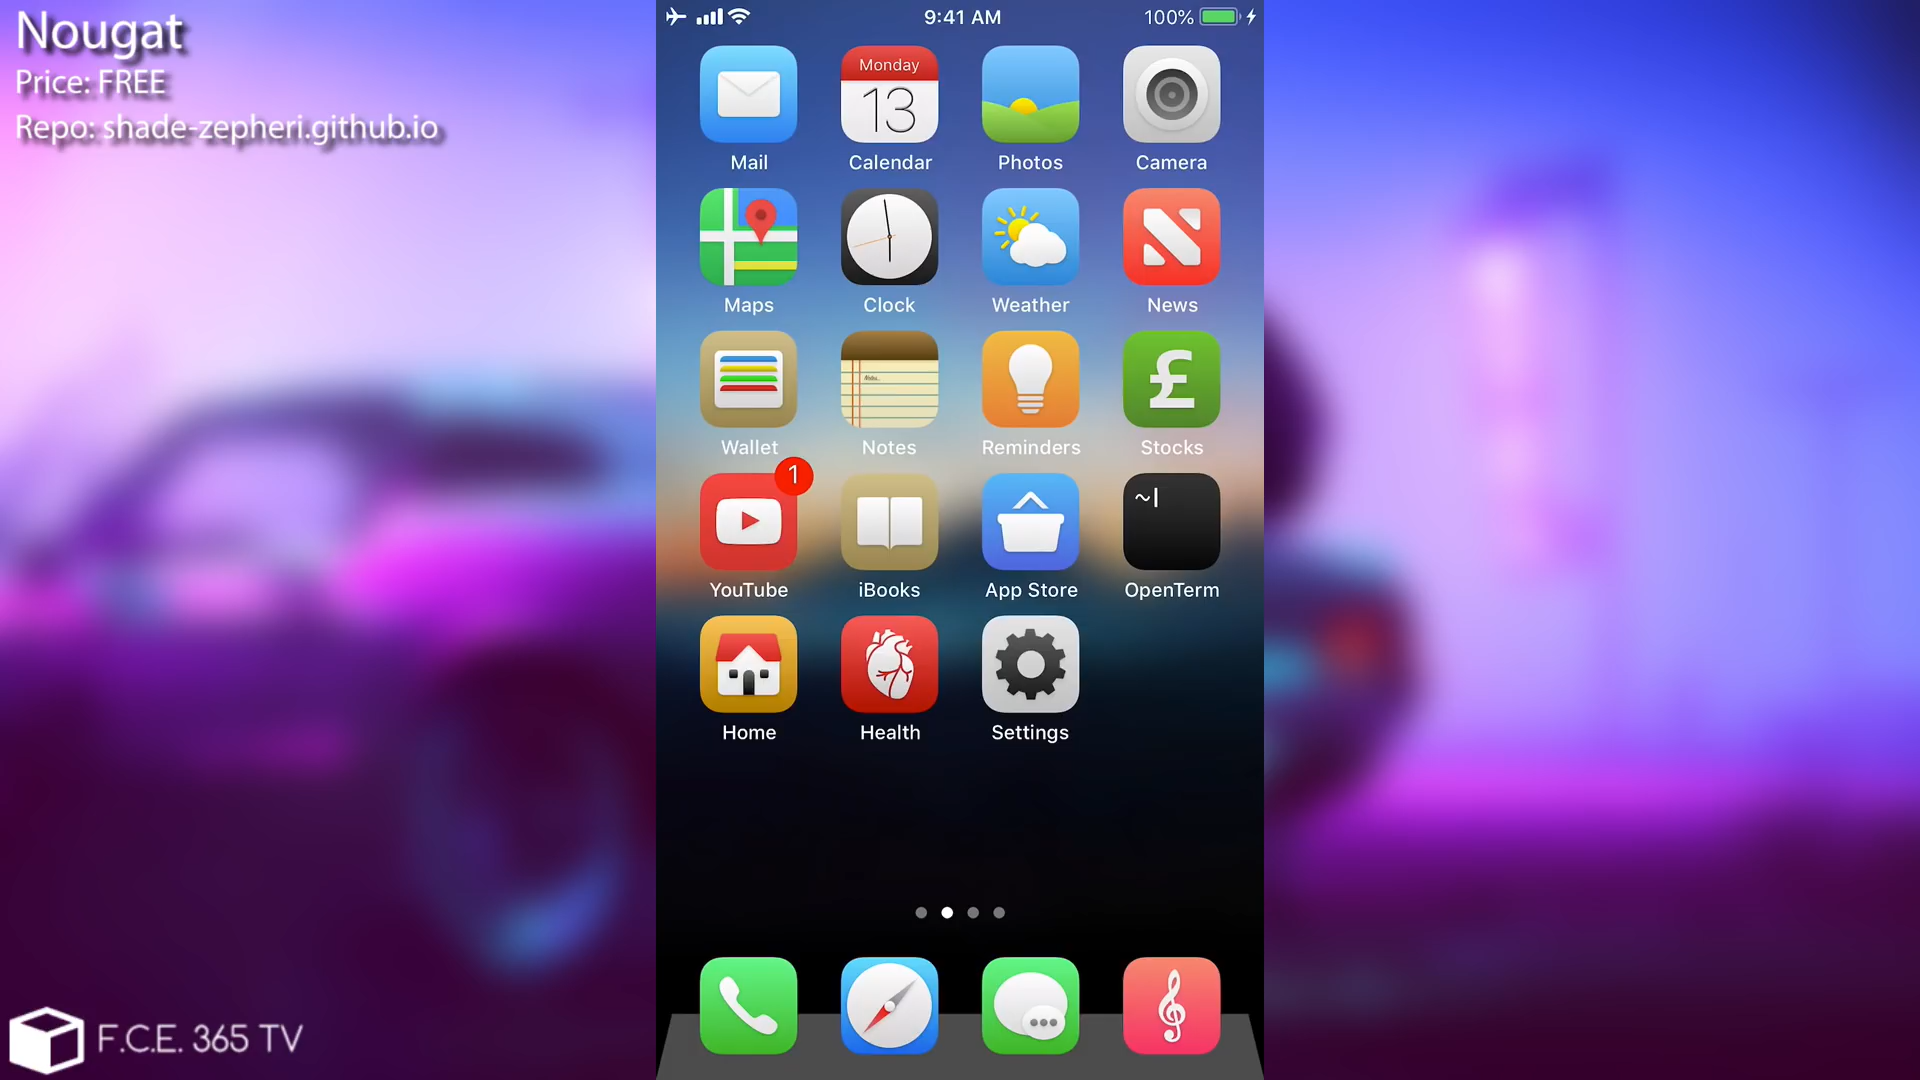 Nougat
Price: FREE
Repo: shade-zepheri.github.io
9:41 AM
100%
Monday
13
Mail
Calendar
Photos
Camera
Maps
Clock
Weather
News
Notes...
£
Wallet
Notes
Reminders
Stocks
1
~|
YouTube
iBooks
App Store
OpenTerm
Home
Health
Settings
F.C.E. 365 TV